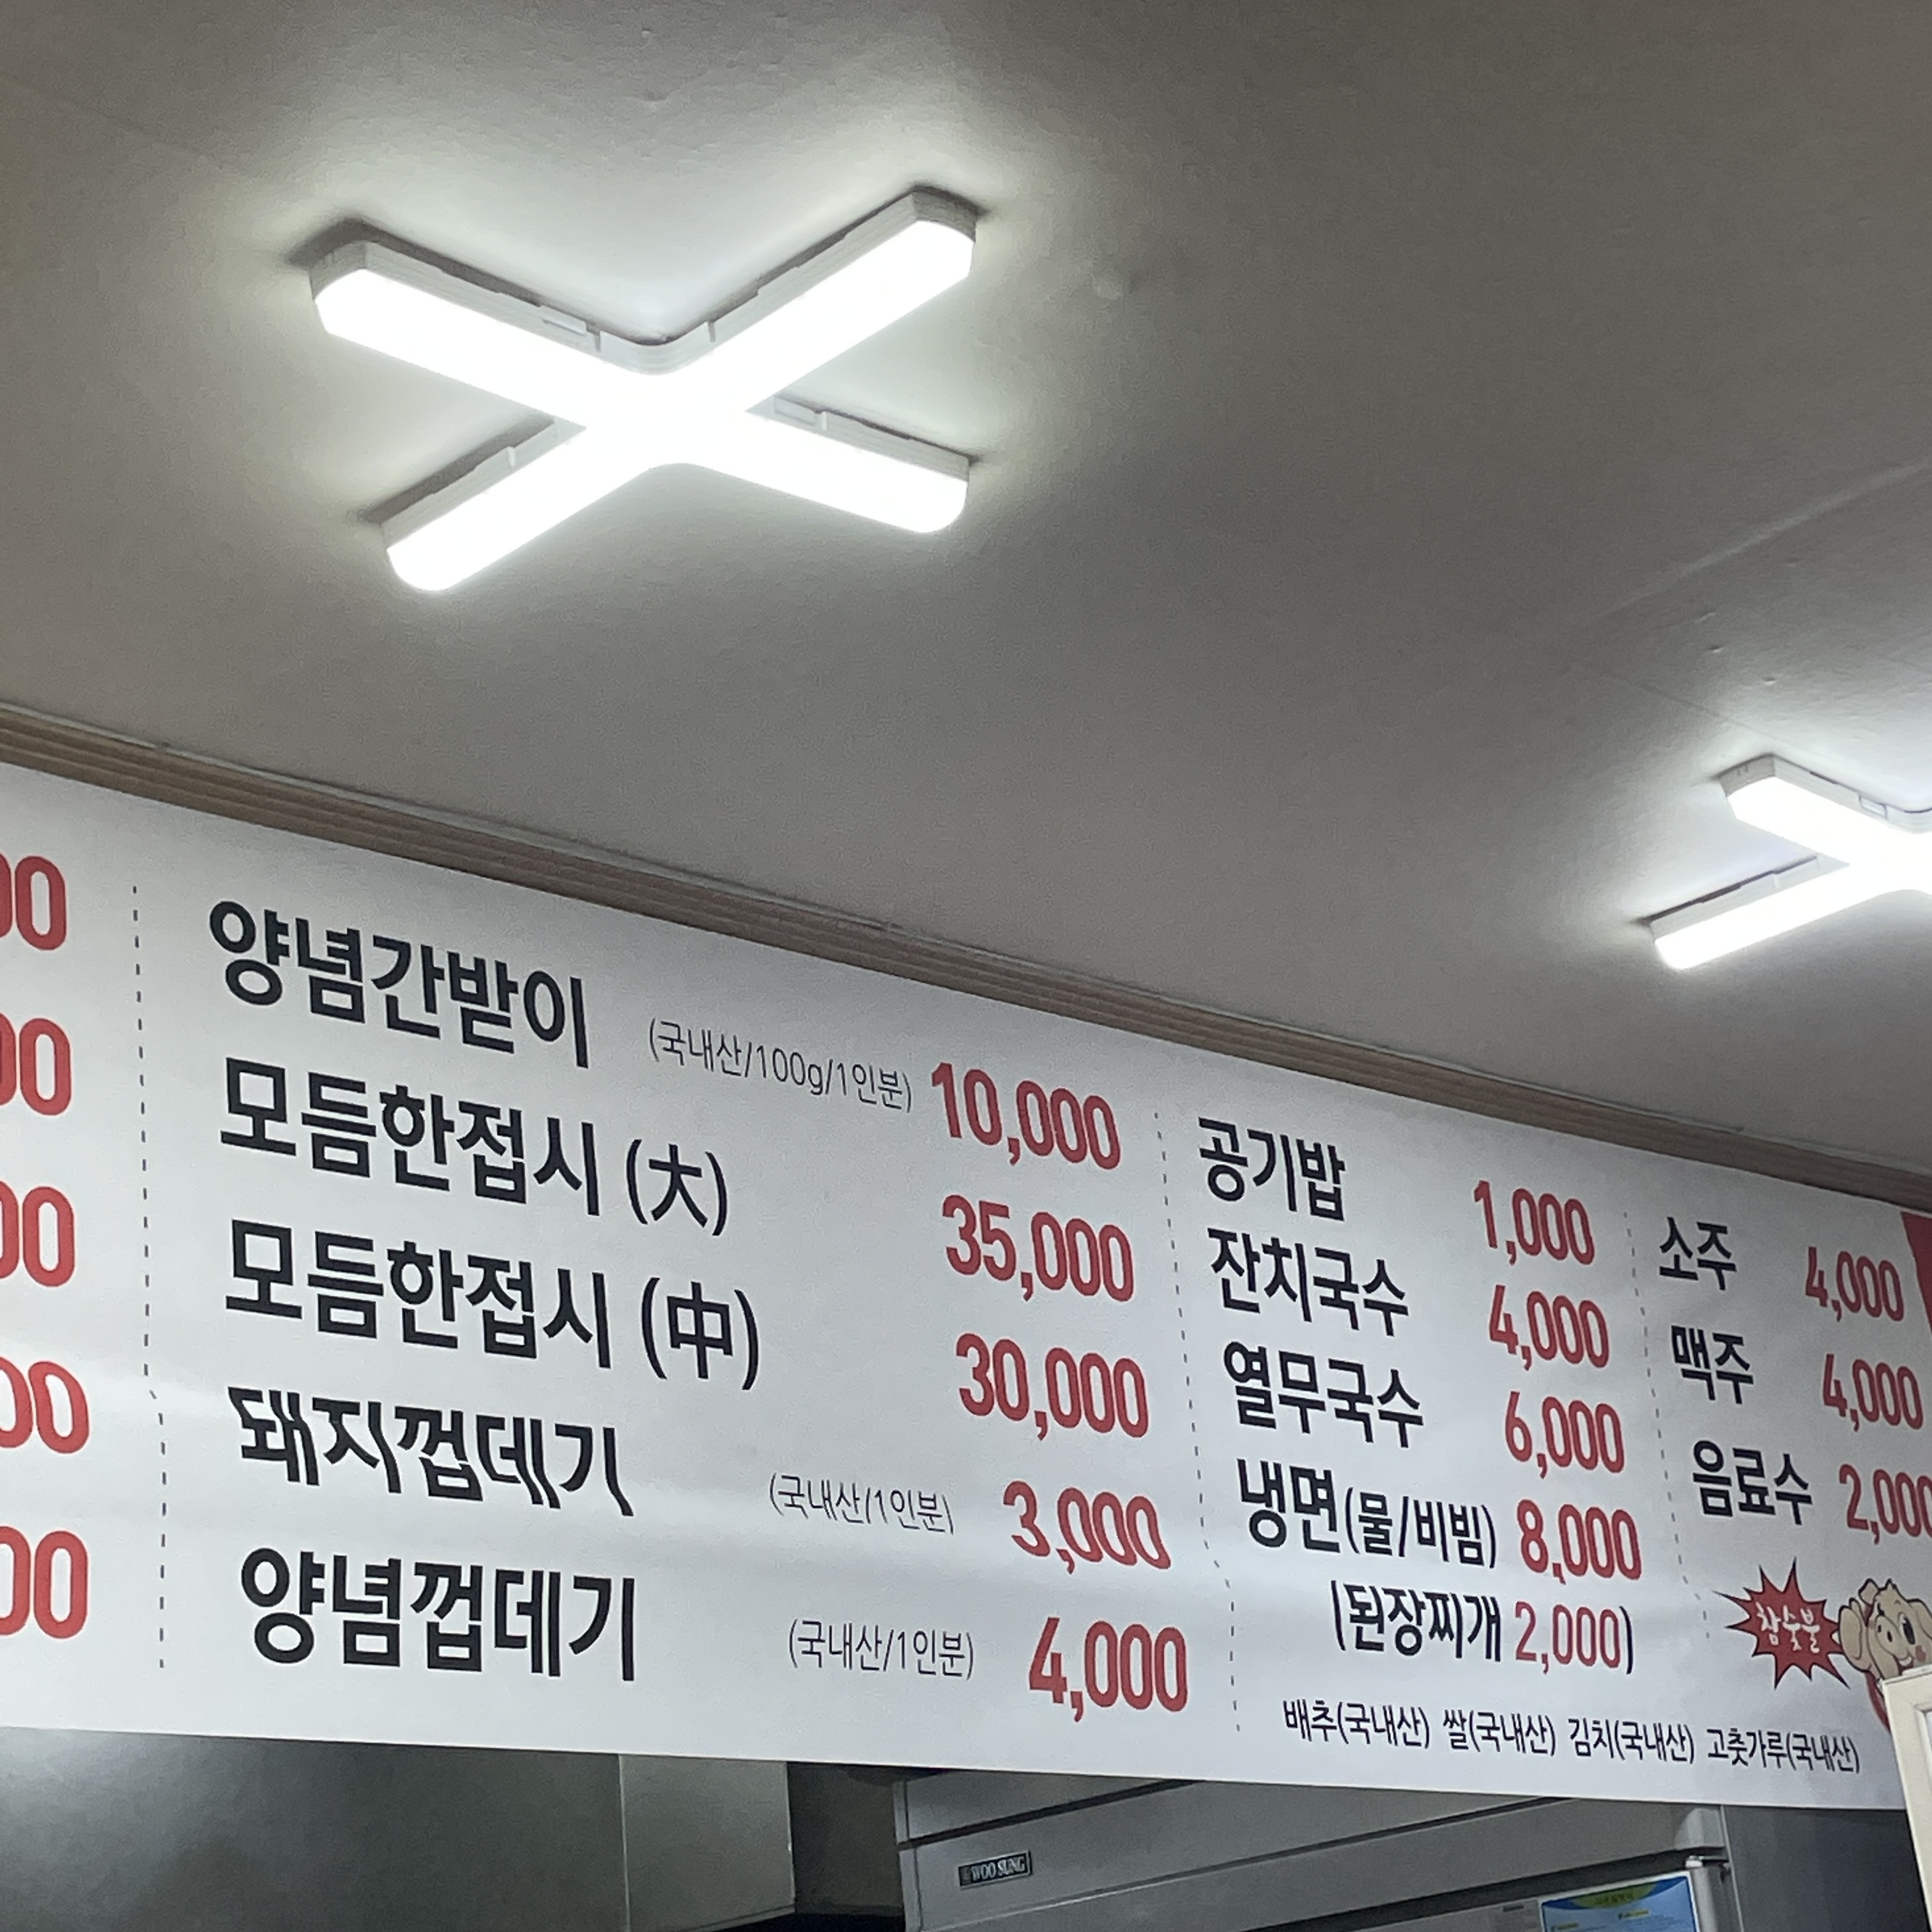 양념간받이 (국내산/100g/1인분) 10,000
모듬한접시 (大) 35,000
모듬한접시 (中) 30,000
돼지껍데기 (국내산/1인분) 3,000
양념껍데기 (국내산/1인분) 4,000
공기밥 1,000
잔치국수 4,000
열무국수 6,000
냉면(물/비빔) 8,000
(된장찌개 2,000)
소주 4,000
맥주 4,000
음료수 2,000
참숯불
배추(국내산) 쌀(국내산) 김치(국내산) 고춧가루(국내산)
WOO SUNG